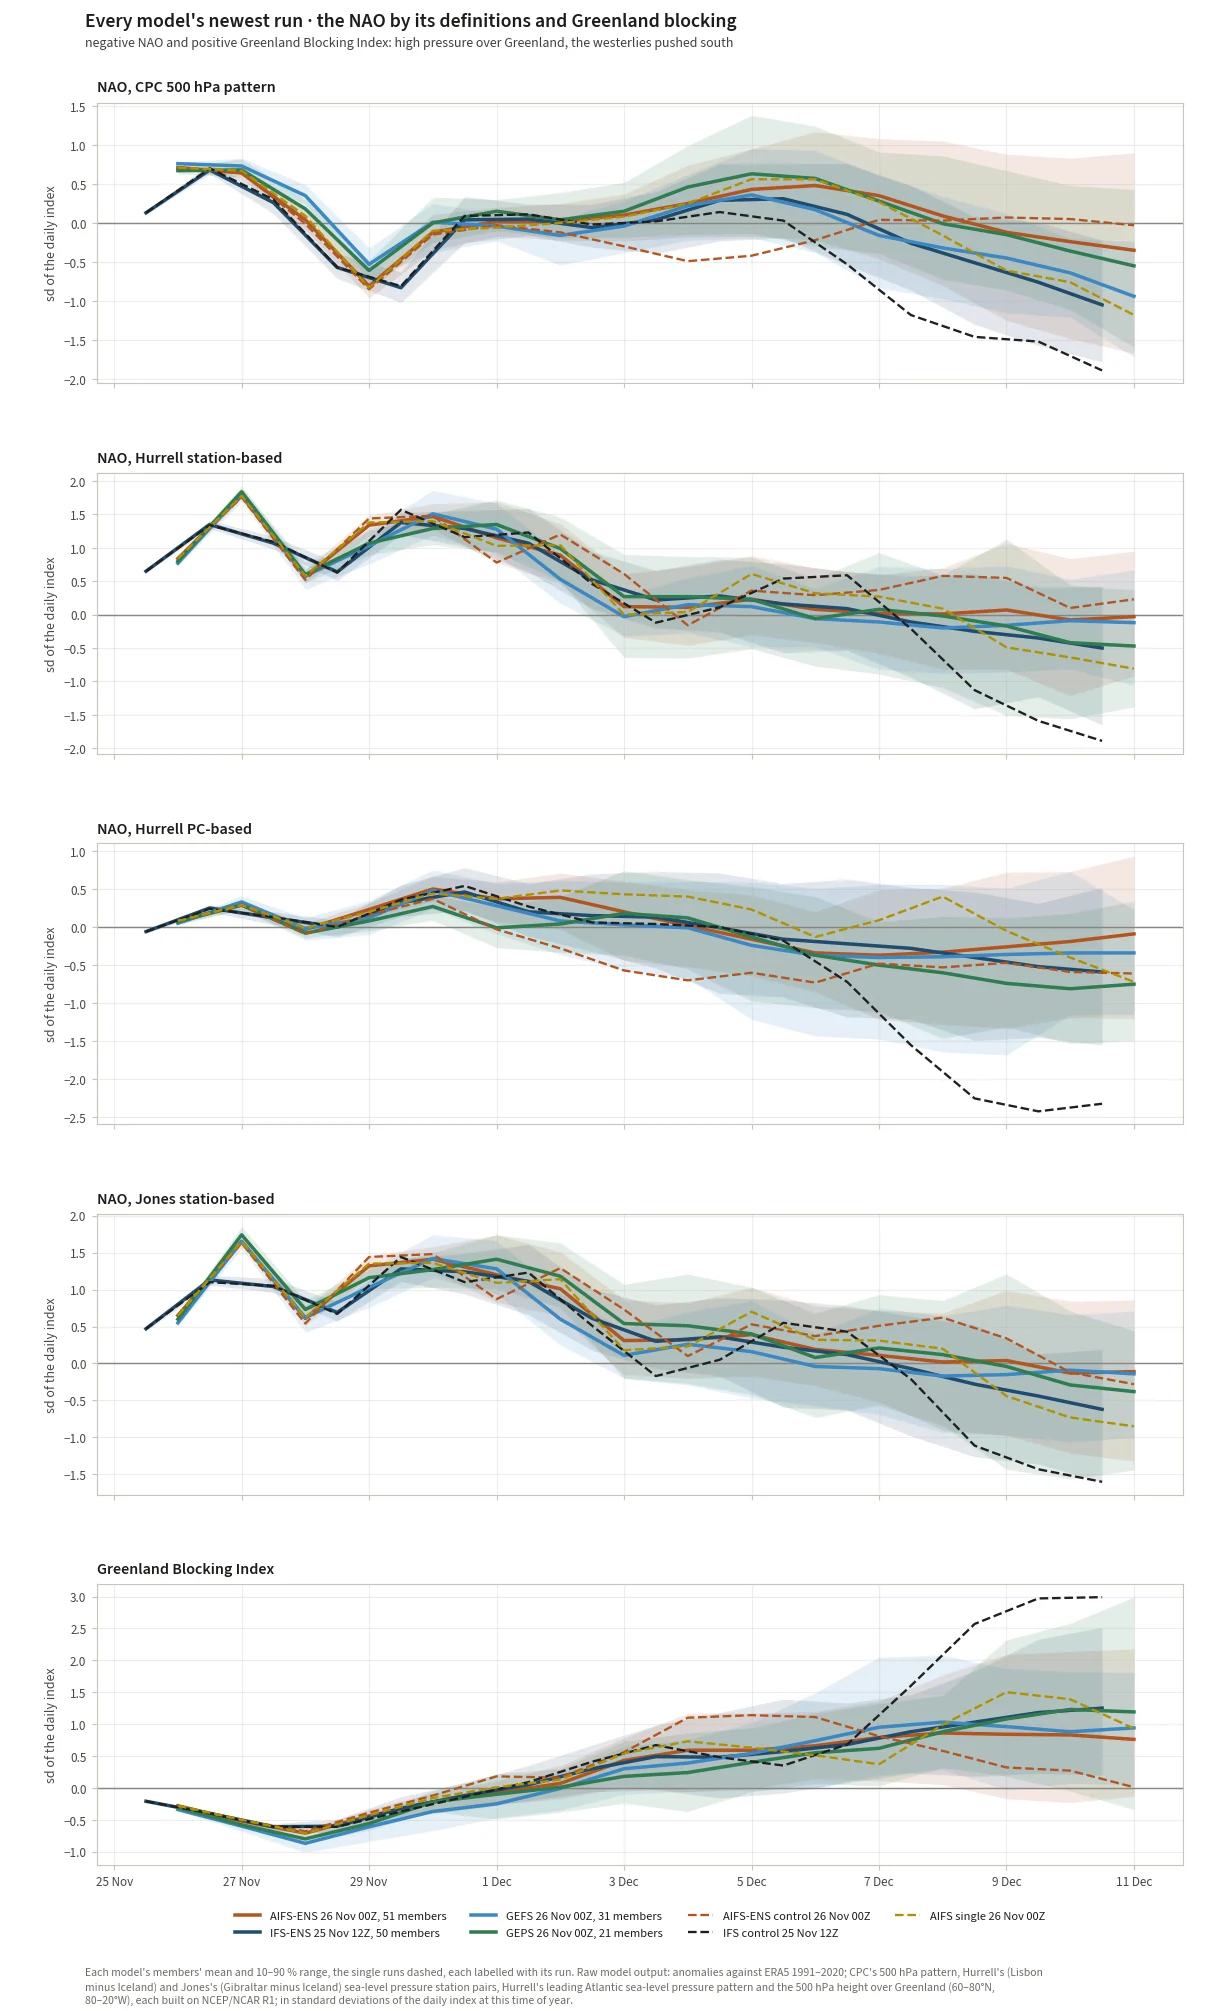 Every model's newest run · the NAO by its definitions and Greenland blocking
negative NAO and positive Greenland Blocking Index: high pressure over Greenland, the westerlies pushed south
NAO, CPC 500 hPa pattern
1.5
1.0
0.5
0.0
−0.5
−1.0
−1.5
−2.0
sd of the daily index
NAO, Hurrell station-based
2.0
1.5
1.0
0.5
0.0
−0.5
−1.0
−1.5
−2.0
sd of the daily index
NAO, Hurrell PC-based
1.0
0.5
0.0
−0.5
−1.0
−1.5
−2.0
−2.5
sd of the daily index
NAO, Jones station-based
2.0
1.5
1.0
0.5
0.0
−0.5
−1.0
−1.5
sd of the daily index
Greenland Blocking Index
3.0
2.5
2.0
1.5
1.0
0.5
0.0
−0.5
−1.0
sd of the daily index
25 Nov 27 Nov 29 Nov 1 Dec 3 Dec 5 Dec 7 Dec 9 Dec 11 Dec
AIFS-ENS 26 Nov 00Z, 51 members GEFS 26 Nov 00Z, 31 members AIFS-ENS control 26 Nov 00Z AIFS single 26 Nov 00Z
IFS-ENS 25 Nov 12Z, 50 members GEPS 26 Nov 00Z, 21 members IFS control 25 Nov 12Z
Each model's members' mean and 10–90 % range, the single runs dashed, each labelled with its run. Raw model output: anomalies against ERA5 1991–2020; CPC's 500 hPa pattern, Hurrell's (Lisbon
minus Iceland) and Jones's (Gibraltar minus Iceland) sea-level pressure station pairs, Hurrell's leading Atlantic sea-level pressure pattern and the 500 hPa height over Greenland (60–80°N,
80–20°W), each built on NCEP/NCAR R1; in standard deviations of the daily index at this time of year.